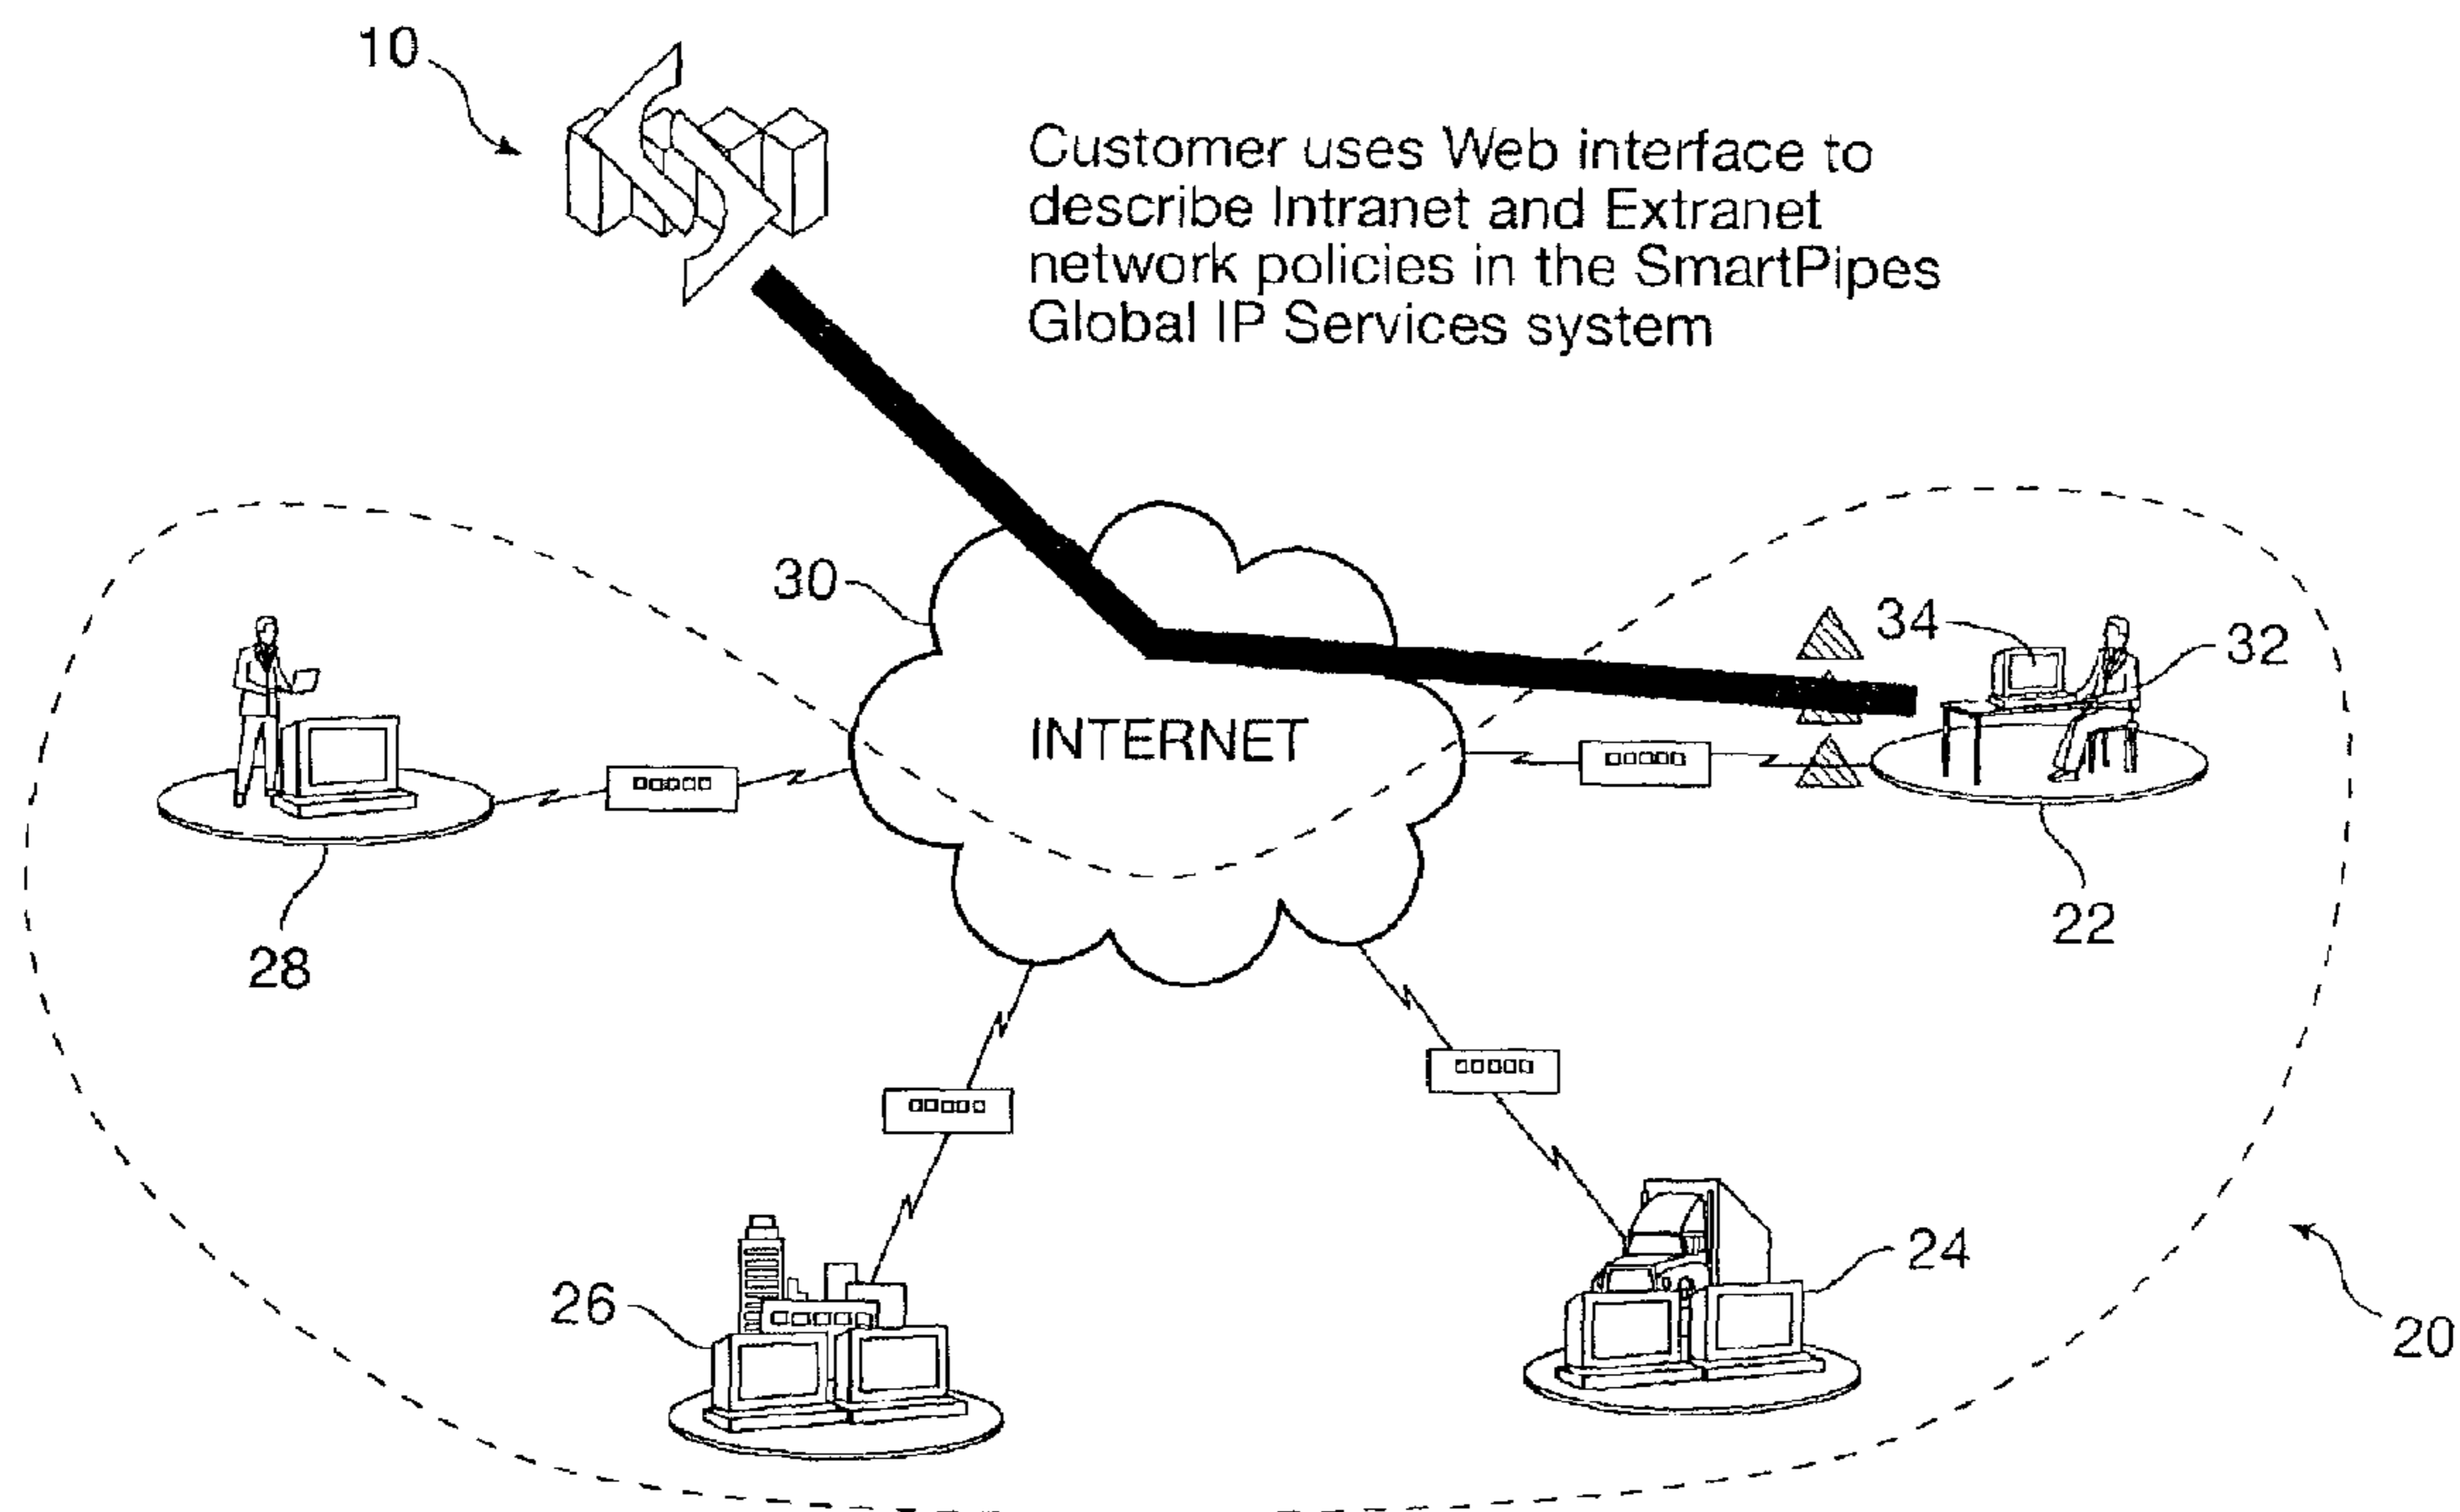 10
Customer uses Web interface to
describe Intranet and Extranet
network policies in the SmartPipes
Global IP Services system
30
34
32
INTERNET
28
22
26
24
20